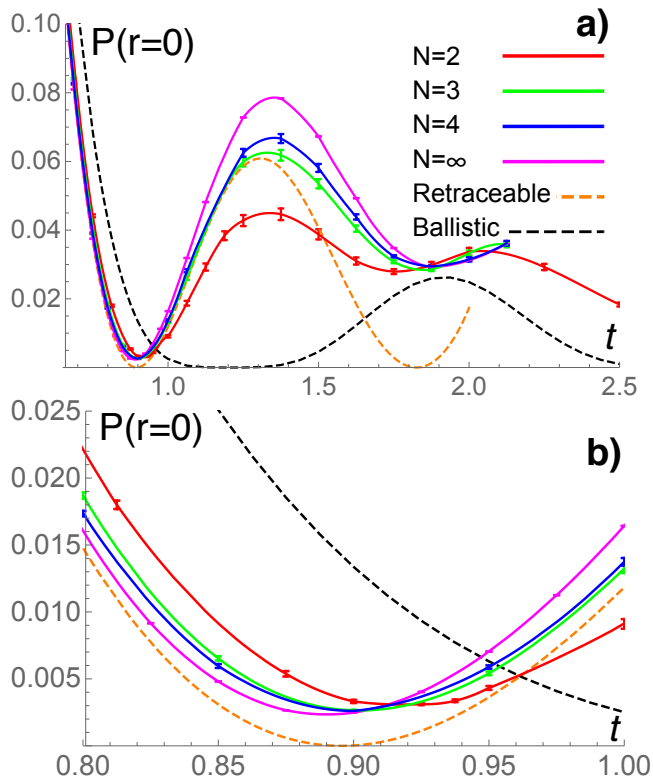 0.10
P(r=0)
a)
N=2
0.08
N=3
N=4
0.06
N=∞
Retraceable
0.04
Ballistic
0.02
t
1.0
1.5
2.0
2.5
0.025
P(r=0)
b)
0.020
0.015
0.010
0.005
t
0.80
0.85
0.90
0.95
1.00